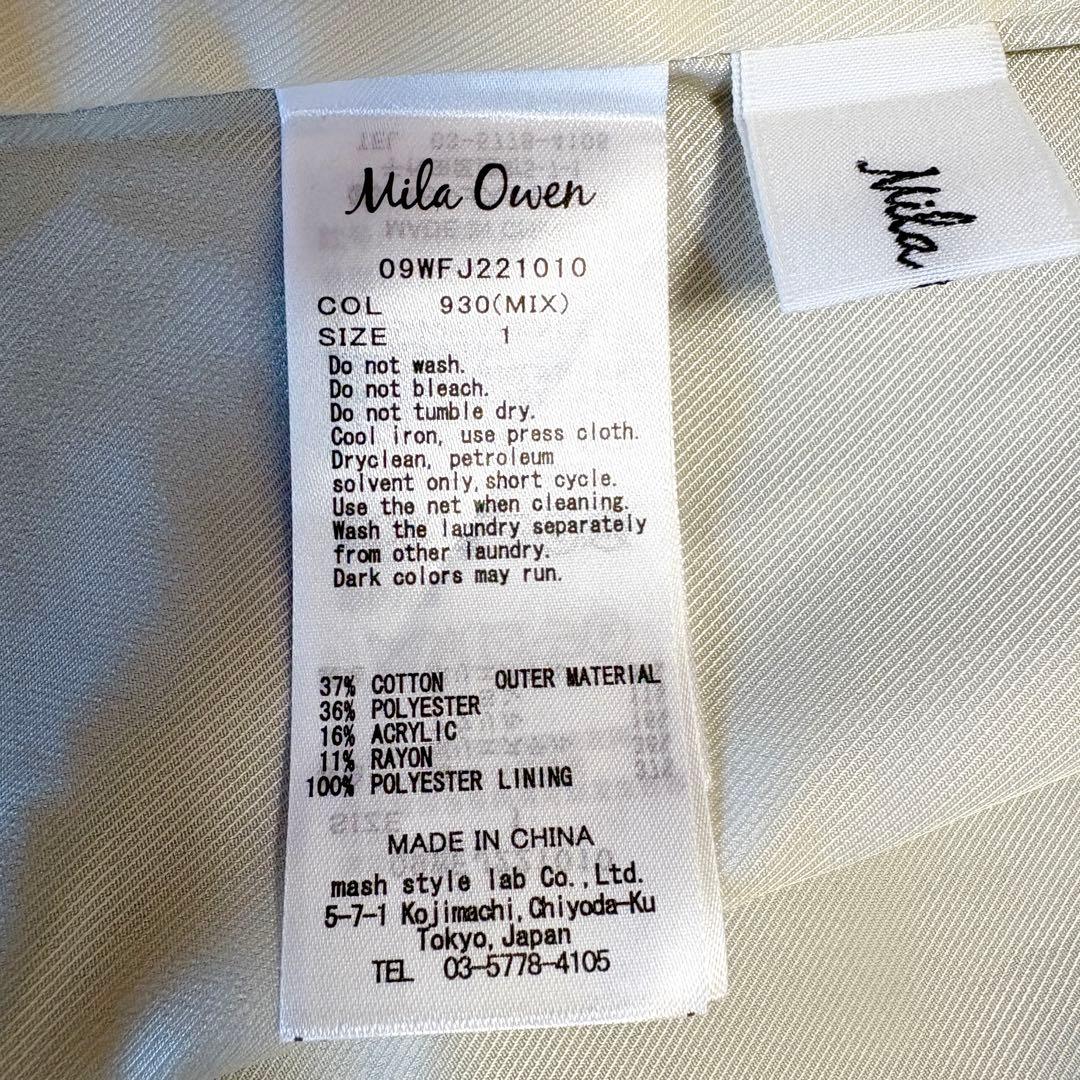 Mila Owen
09WFJ221010
COL 930(MIX)
SIZE 1
Do not wash.
Do not bleach.
Do not tumble dry.
Cool iron, use press cloth.
Dryclean, petroleum
solvent only, short cycle.
Use the net when cleaning.
Wash the laundry separately
from other laundry.
Dark colors may run.
37% COTTON OUTER MATERIAL
36% POLYESTER
16% ACRYLIC
11% RAYON
100% POLYESTER LINING
MADE IN CHINA
mash style lab Co.,Ltd.
5-7-1 Kojimachi, Chiyoda-Ku
Tokyo, Japan
TEL 03-5778-4105
Mila